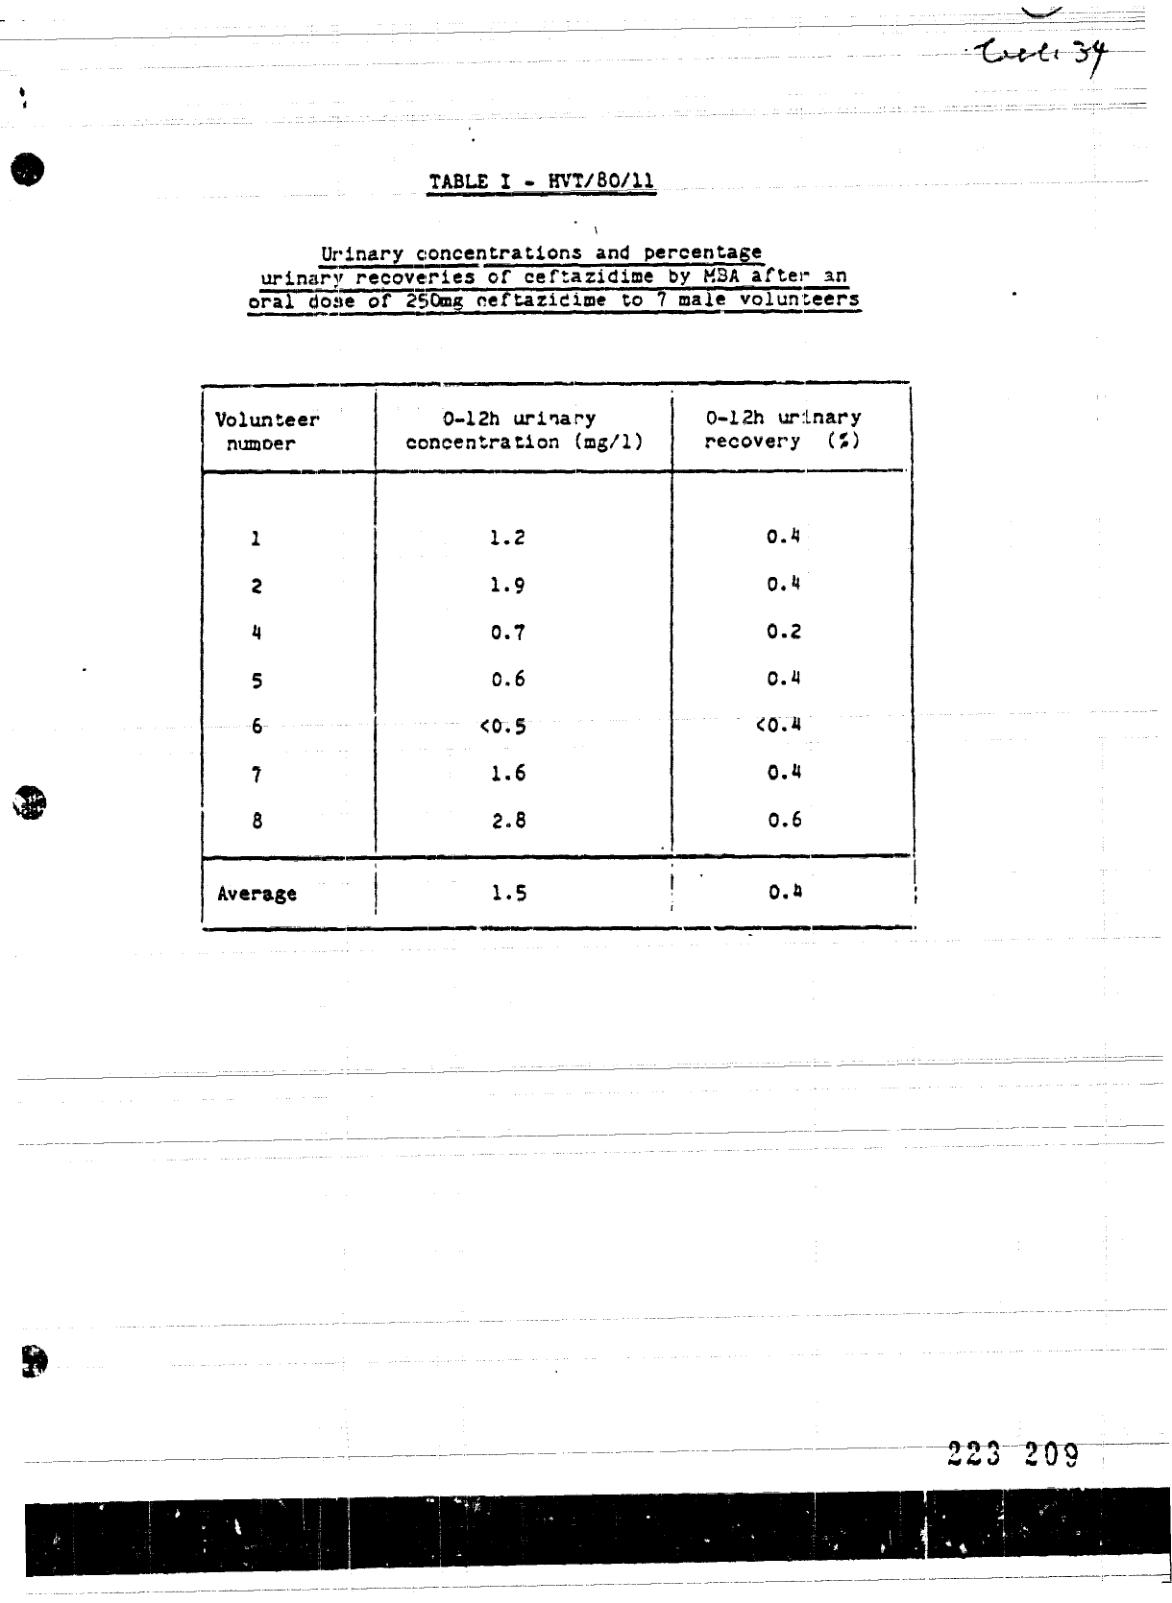 34
TABLE I - HVT/80/11
Urinary concentrations and percentage
urinary recoveries of ceftazidime by MBA after an
oral dose of 250mg ceftazidime to 7 male volunteers
Volunteer number 0-12h urinary concentration (mg/l) 0-12h urinary recovery (%)
1 1.2 0.4
2 1.9 0.4
4 0.7 0.2
5 0.6 0.4
6 <0.5 <0.4
7 1.6 0.4
8 2.8 0.6
Average 1.5 0.4
223 209